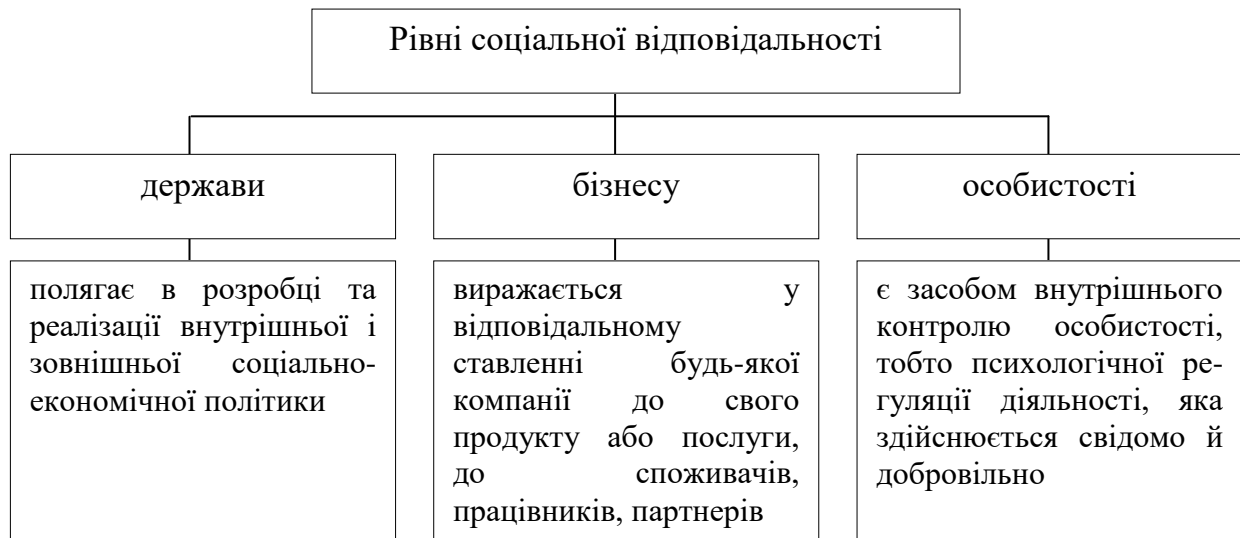 Рівні соціальної відповідальності
держави
бізнесу
особистості
полягає в розробці та
реалізації внутрішньої і
зовнішньої соціально-
економічної політики
виражається у
відповідальному
ставленні будь-якої
компанії до свого
продукту або послуги,
до споживачів,
працівників, партнерів
є засобом внутрішнього
контролю особистості,
тобто психологічної ре-
гуляції діяльності, яка
здійснюється свідомо й
добровільно